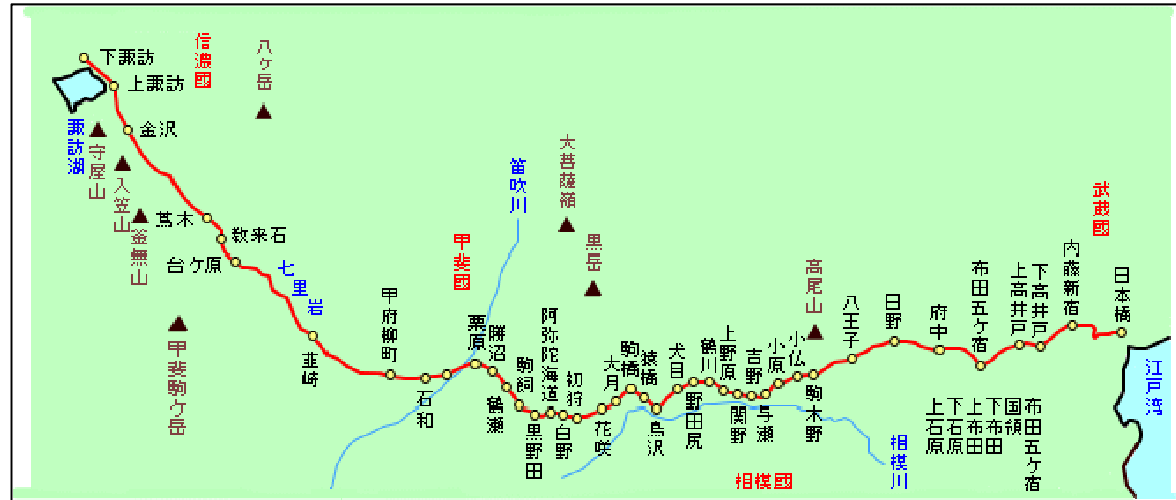 下諏訪
上諏訪
信濃國
八ヶ岳
諏訪湖
金沢
守屋山
入笠山
釜無山
蔦木
数来石
台ケ原
七里岩
韮崎
甲斐駒ケ岳
甲府柳町
石和
甲斐國
笛吹川
栗原
勝沼
鶴瀬
駒飼
黒野田
阿弥陀海道
白野
初狩
大菩薩嶺
黒岳
花咲
大月
駒橋
猿橋
鳥沢
犬目
野田尻
鶴川
上野原
関野
吉野
与瀬
小原
小仏
駒木野
高尾山
相模國
相模川
八王子
日野
府中
布田五ケ宿
上高井戸
下高井戸
内藤新宿
武蔵國
日本橋
江戸湾
布田五ケ宿
国領
下布田
上布田
下石原
上石原